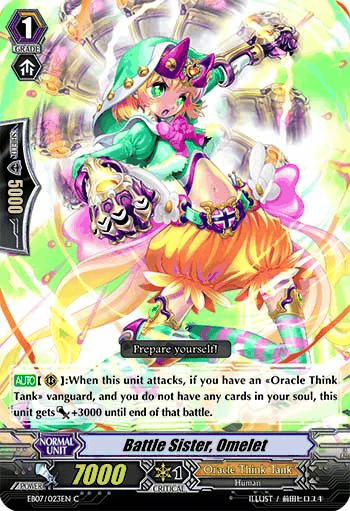 1
GRADE
SHIELD
5000
Prepare yourself!
AUTO [ ]:When this unit attacks, if you have an «Oracle Think
Tank» vanguard, and you do not have any cards in your soul, this
unit gets +3000 until end of that battle.
NORMAL
UNIT
Battle Sister, Omelet
POWER
7000
1
CRITICAL
Oracle Think Tank
Human
EB07/023EN C
ILLUST / 前田ヒロユキ